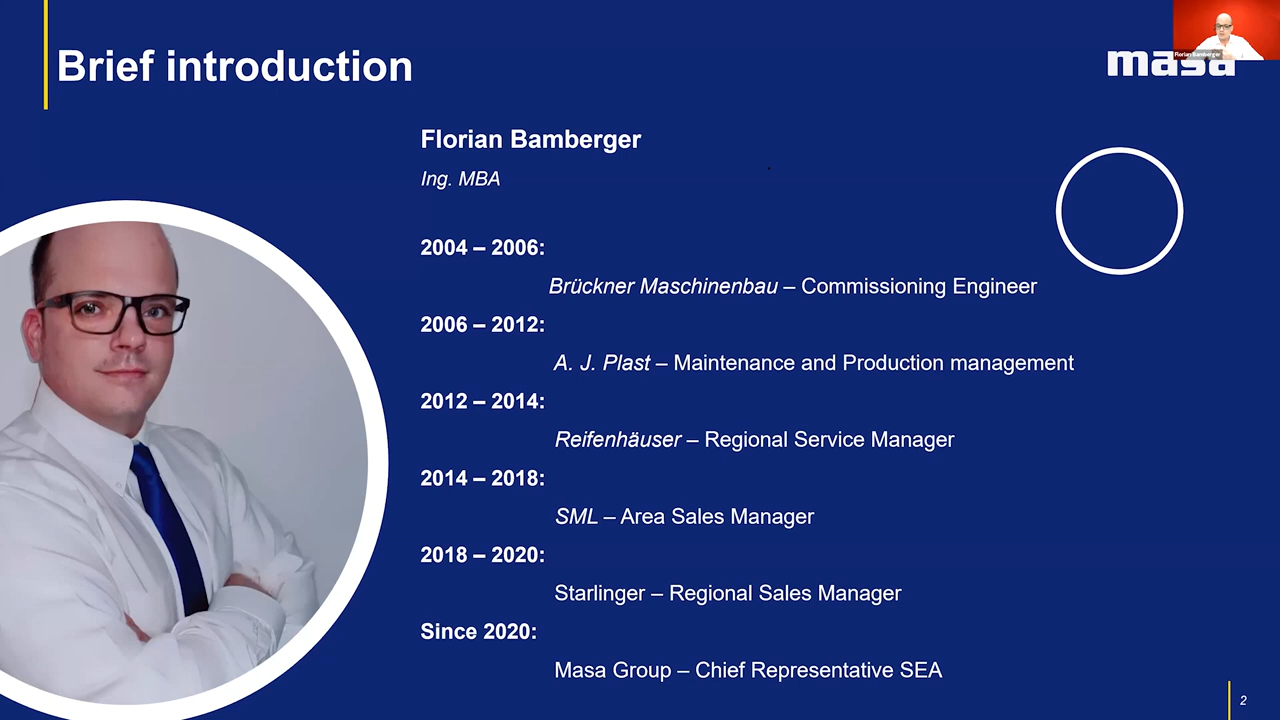 Brief introduction
masa
Florian Bamberger
Florian Bamberger
Ing. MBA
2004 – 2006:
Brückner Maschinenbau – Commissioning Engineer
2006 – 2012:
A. J. Plast – Maintenance and Production management
2012 – 2014:
Reifenhäuser – Regional Service Manager
2014 – 2018:
SML – Area Sales Manager
2018 – 2020:
Starlinger – Regional Sales Manager
Since 2020:
Masa Group – Chief Representative SEA
2